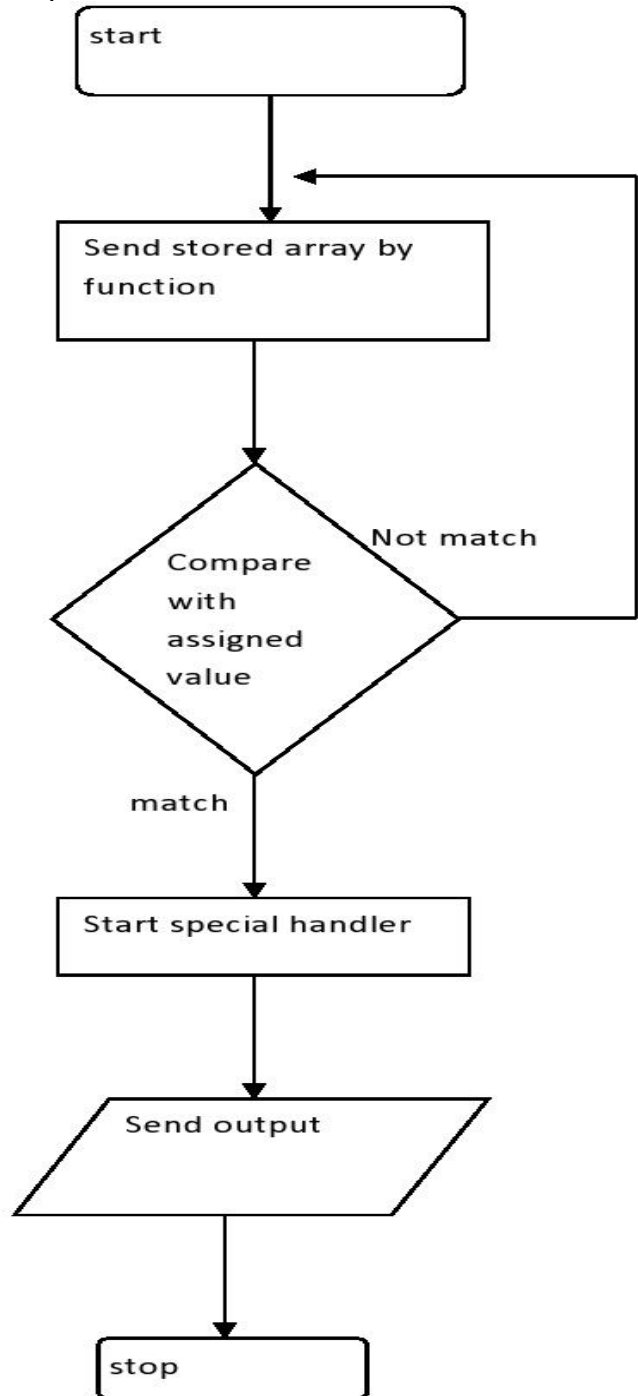 start
Send stored array by
function
Not match
Compare
with
assigned
value
match
Start special handler
Send output
stop